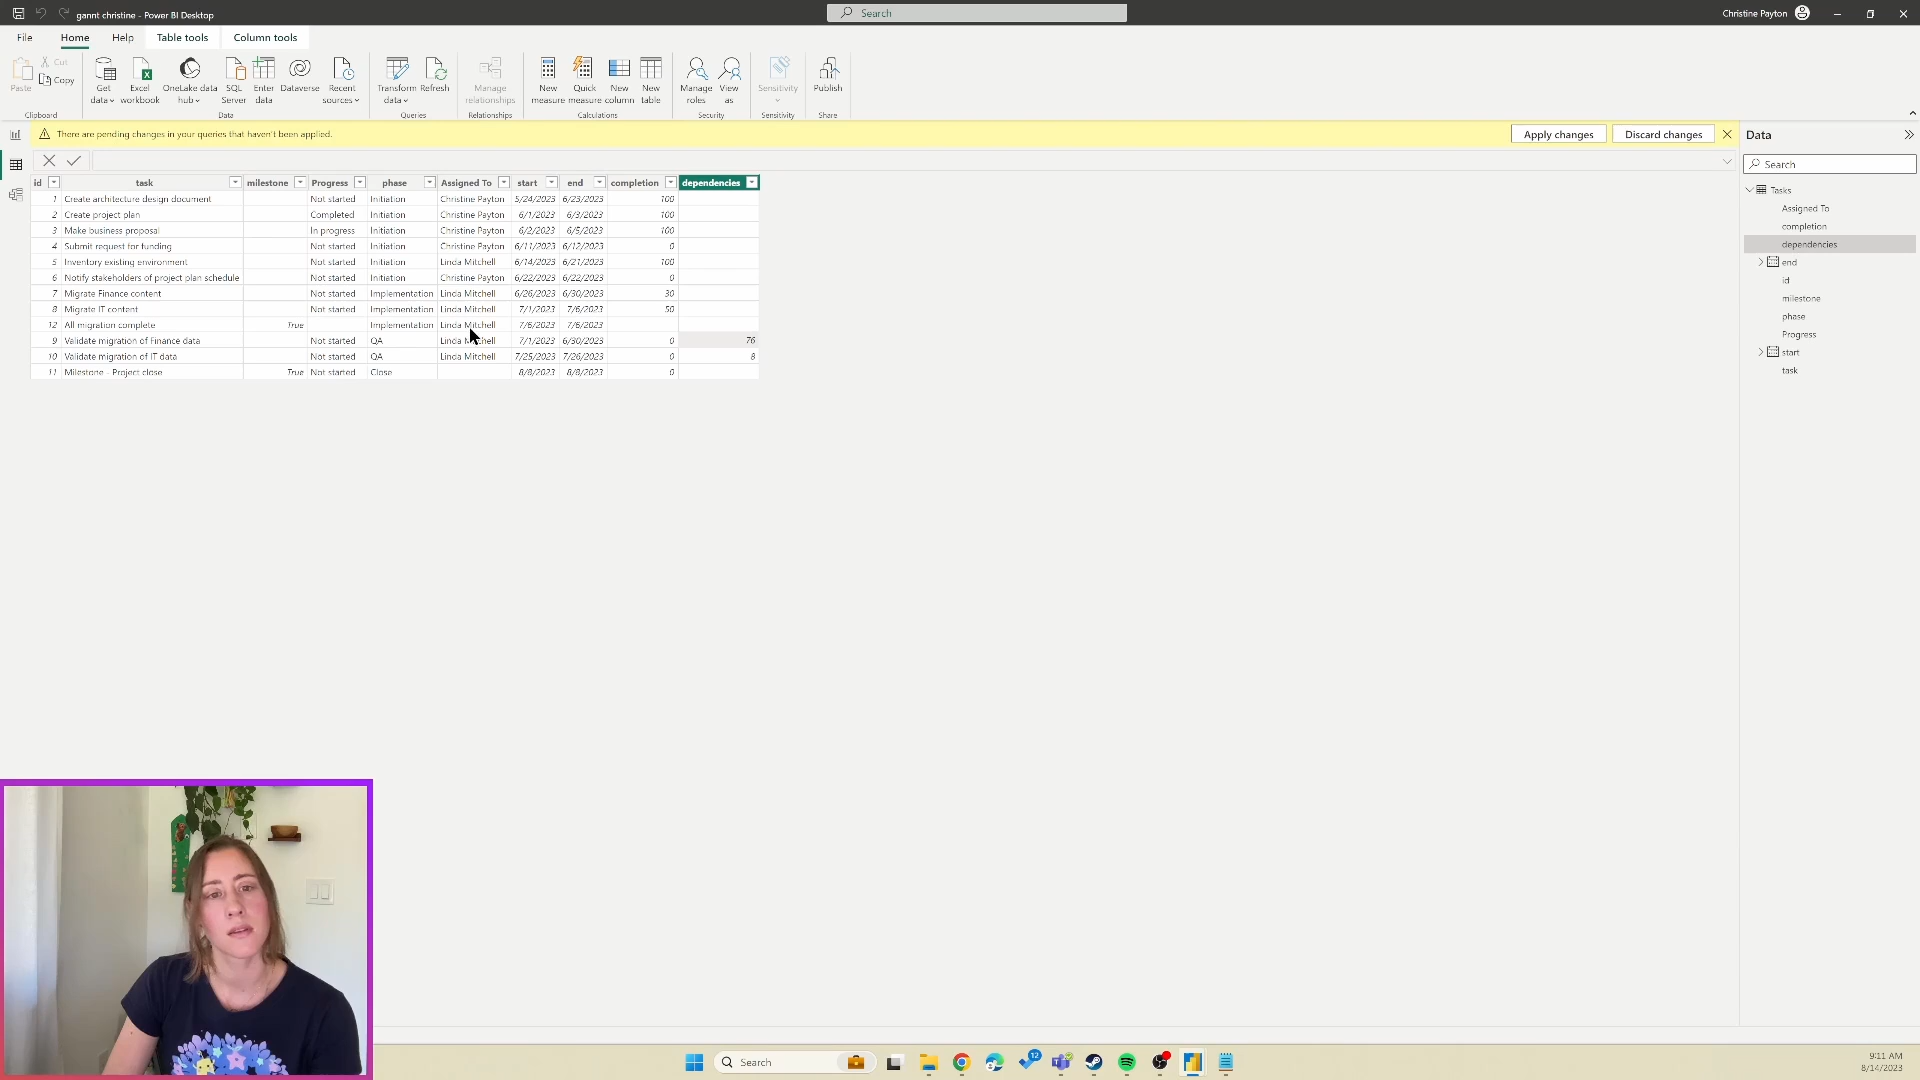 gannt christine - Power BI Desktop
Search
Christine Payton
File Home Help Table tools Column tools
Paste
Cut
Copy
Clipboard
Get data
Excel workbook
OneLake data hub
SQL Server
Enter data
Dataverse
Recent sources
Data
Transform data
Refresh
Queries
Manage relationships
Relationships
New measure
Quick measure
New column
New table
Calculations
Manage roles
View as
Security
Sensitivity
Sensitivity
Publish
Share
There are pending changes in your queries that haven't been applied.
Apply changes
Discard changes
id task milestone Progress phase Assigned To start end completion dependencies
1 Create architecture design document Not started Initiation Christine Payton 5/24/2023 6/23/2023 100
2 Create project plan Completed Initiation Christine Payton 6/1/2023 6/3/2023 100
3 Make business proposal In progress Initiation Christine Payton 6/2/2023 6/5/2023 100
4 Submit request for funding Not started Initiation Christine Payton 6/11/2023 6/12/2023 0
5 Inventory existing environment Not started Initiation Linda Mitchell 6/14/2023 6/21/2023 100
6 Notify stakeholders of project plan schedule Not started Initiation Christine Payton 6/22/2023 6/22/2023 0
7 Migrate Finance content Not started Implementation Linda Mitchell 6/26/2023 6/30/2023 30
8 Migrate IT content Not started Implementation Linda Mitchell 7/1/2023 7/6/2023 50
12 All migration complete True Implementation Linda Mitchell 7/6/2023 7/6/2023
9 Validate migration of Finance data Not started QA Linda Mitchell 7/1/2023 6/30/2023 0 76
10 Validate migration of IT data Not started QA Linda Mitchell 7/25/2023 7/26/2023 0 8
11 Milestone - Project close True Not started Close 8/8/2023 8/8/2023 0
Data
Search
Tasks
Assigned To
completion
dependencies
end
id
milestone
phase
Progress
start
task
Search
12
9:11 AM
8/14/2023